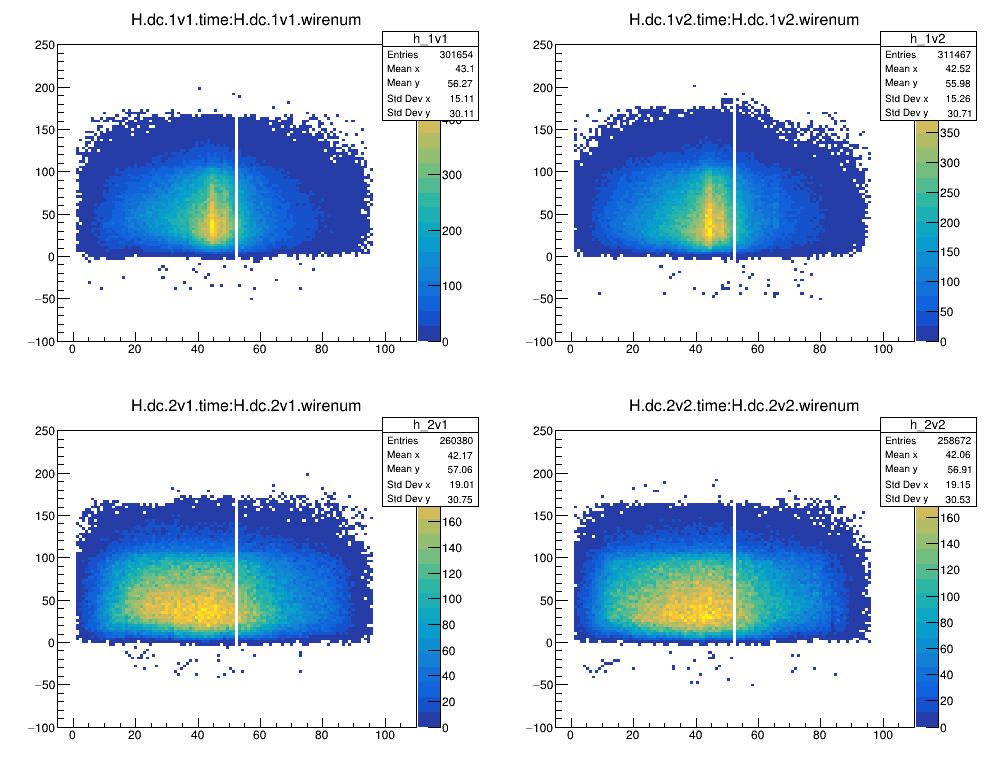 H.dc.1v1.time:H.dc.1v1.wirenum
h_1v1
Entries 301654
Mean x 43.1
Mean y 56.27
Std Dev x 15.11
Std Dev y 30.11
250
200
150
100
50
0
−50
−100
0 20 40 60 80 100
400
300
200
100
0
H.dc.1v2.time:H.dc.1v2.wirenum
h_1v2
Entries 311467
Mean x 42.52
Mean y 55.98
Std Dev x 15.26
Std Dev y 30.71
250
200
150
100
50
0
−50
−100
0 20 40 60 80 100
350
300
250
200
150
100
50
0
H.dc.2v1.time:H.dc.2v1.wirenum
h_2v1
Entries 260380
Mean x 42.17
Mean y 57.06
Std Dev x 19.01
Std Dev y 30.75
250
200
150
100
50
0
−50
−100
0 20 40 60 80 100
160
140
120
100
80
60
40
20
0
H.dc.2v2.time:H.dc.2v2.wirenum
h_2v2
Entries 258672
Mean x 42.06
Mean y 56.91
Std Dev x 19.15
Std Dev y 30.53
250
200
150
100
50
0
−50
−100
0 20 40 60 80 100
160
140
120
100
80
60
40
20
0